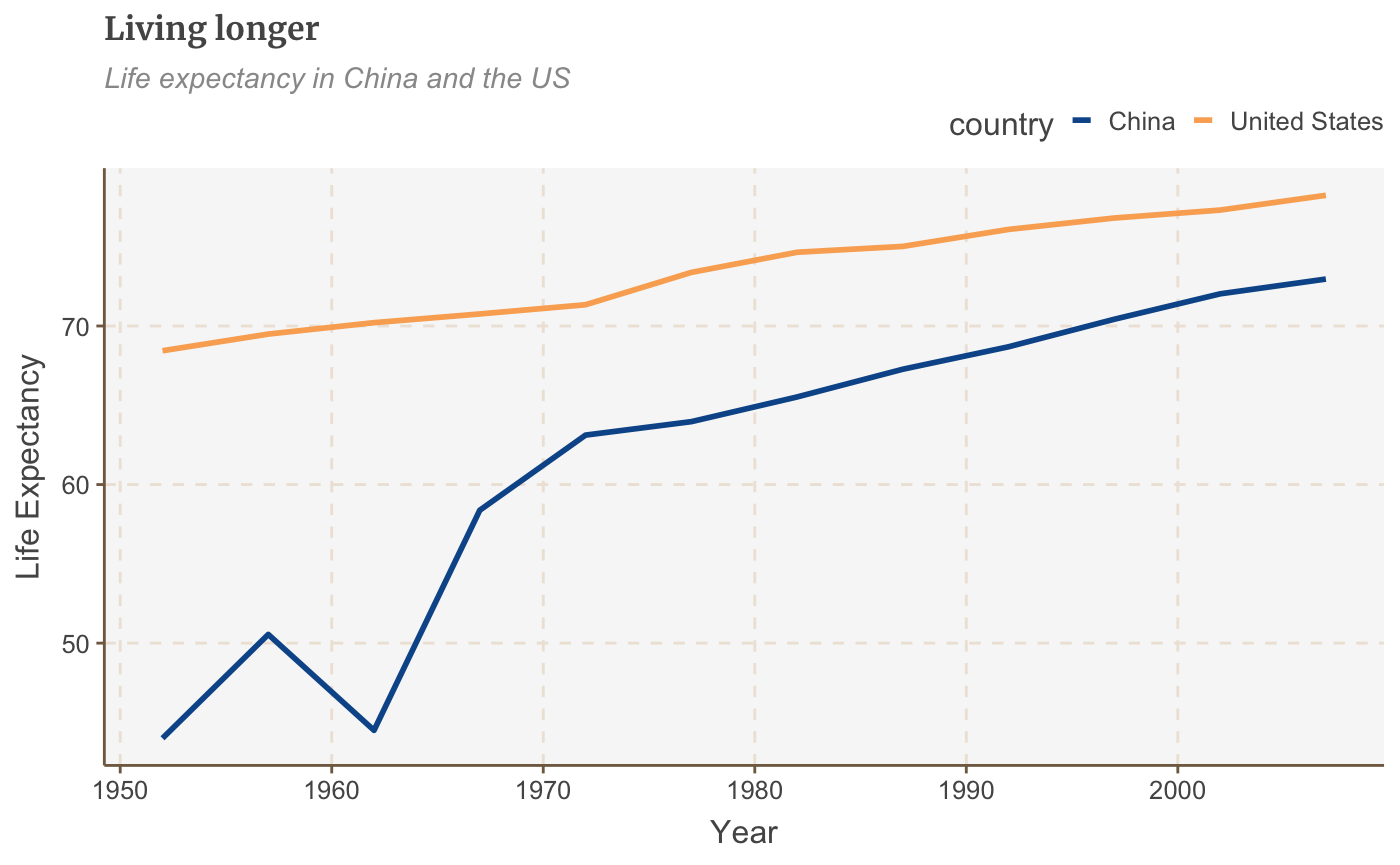 Living longer
Life expectancy in China and the US
country China United States
Life Expectancy
70
60
50
1950 1960 1970 1980 1990 2000
Year